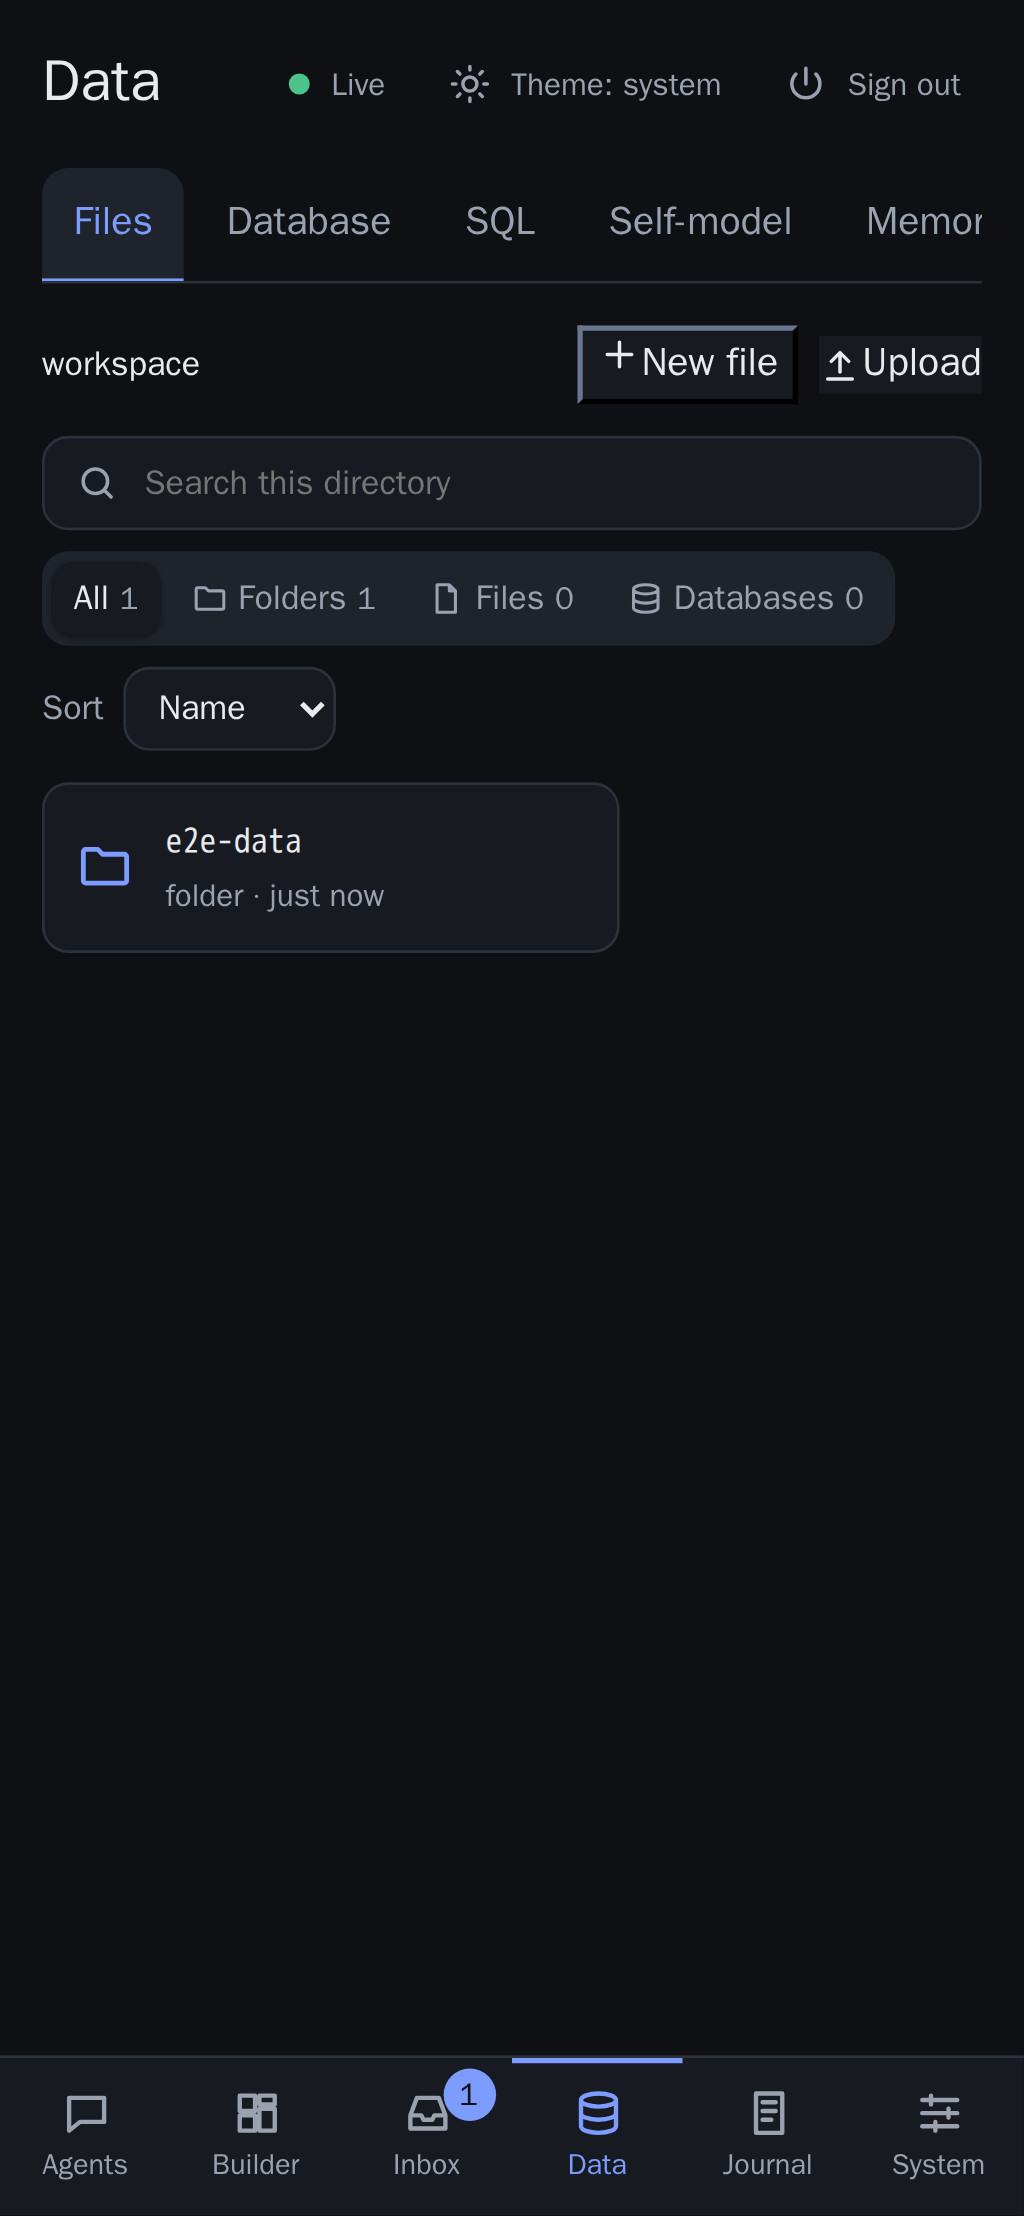 Data Live Theme: system Sign out
Files Database SQL Self-model Memor
workspace New file Upload
Search this directory
All 1 Folders 1 Files 0 Databases 0
Sort Name
e2e-data
folder · just now
1
Agents Builder Inbox Data Journal System